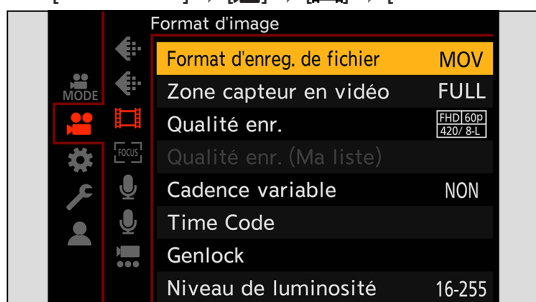 Format d'image
Format d'enreg. de fichier MOV
MODE
Zone capteur en vidéo FULL
Qualité enr. FHD 60p 420/ 8-L
FOCUS
Qualité enr. (Ma liste)
Cadence variable NON
Time Code
Genlock
Niveau de luminosité 16-255